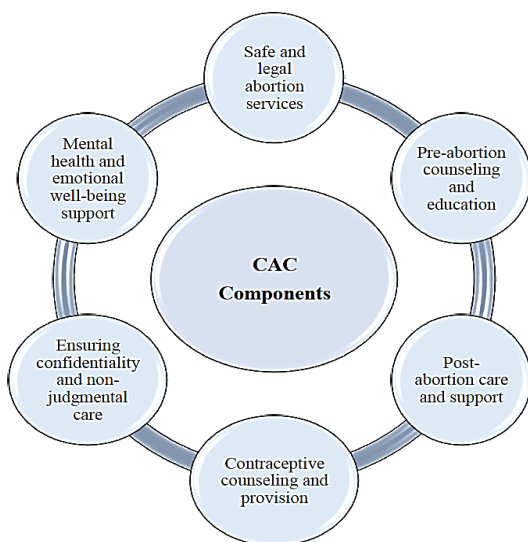 Safe and
legal
abortion
services
Pre-abortion
counseling
and
education
Post-
abortion care
and support
Contraceptive
counseling and
provision
Ensuring
confidentiality
and non-
judgmental
care
Mental
health and
emotional
well-being
support
CAC
Components